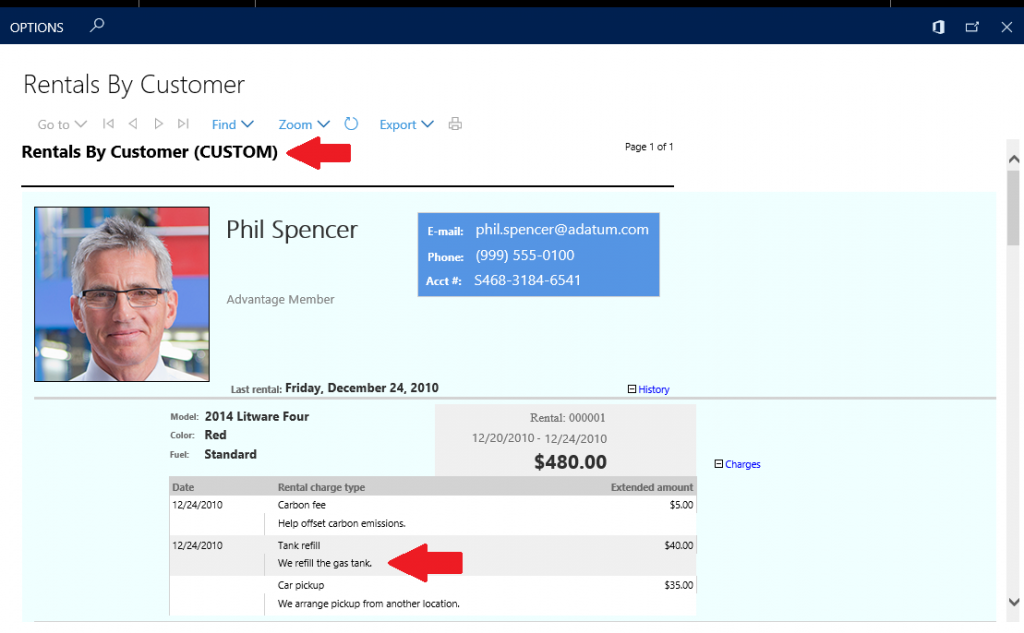 OPTIONS
Rentals By Customer
Go to Find Zoom Export
Rentals By Customer (CUSTOM)
Page 1 of 1
Phil Spencer
E-mail: phil.spencer@adatum.com
Phone: (999) 555-0100
Acct #: S468-3184-6541
Advantage Member
Last rental: Friday, December 24, 2010
History
Model: 2014 Litware Four
Color: Red
Fuel: Standard
Rental: 000001
12/20/2010 - 12/24/2010
$480.00
Charges
Date Rental charge type Extended amount
12/24/2010 Carbon fee $5.00
Help offset carbon emissions.
12/24/2010 Tank refill $40.00
We refill the gas tank.
Car pickup $35.00
We arrange pickup from another location.